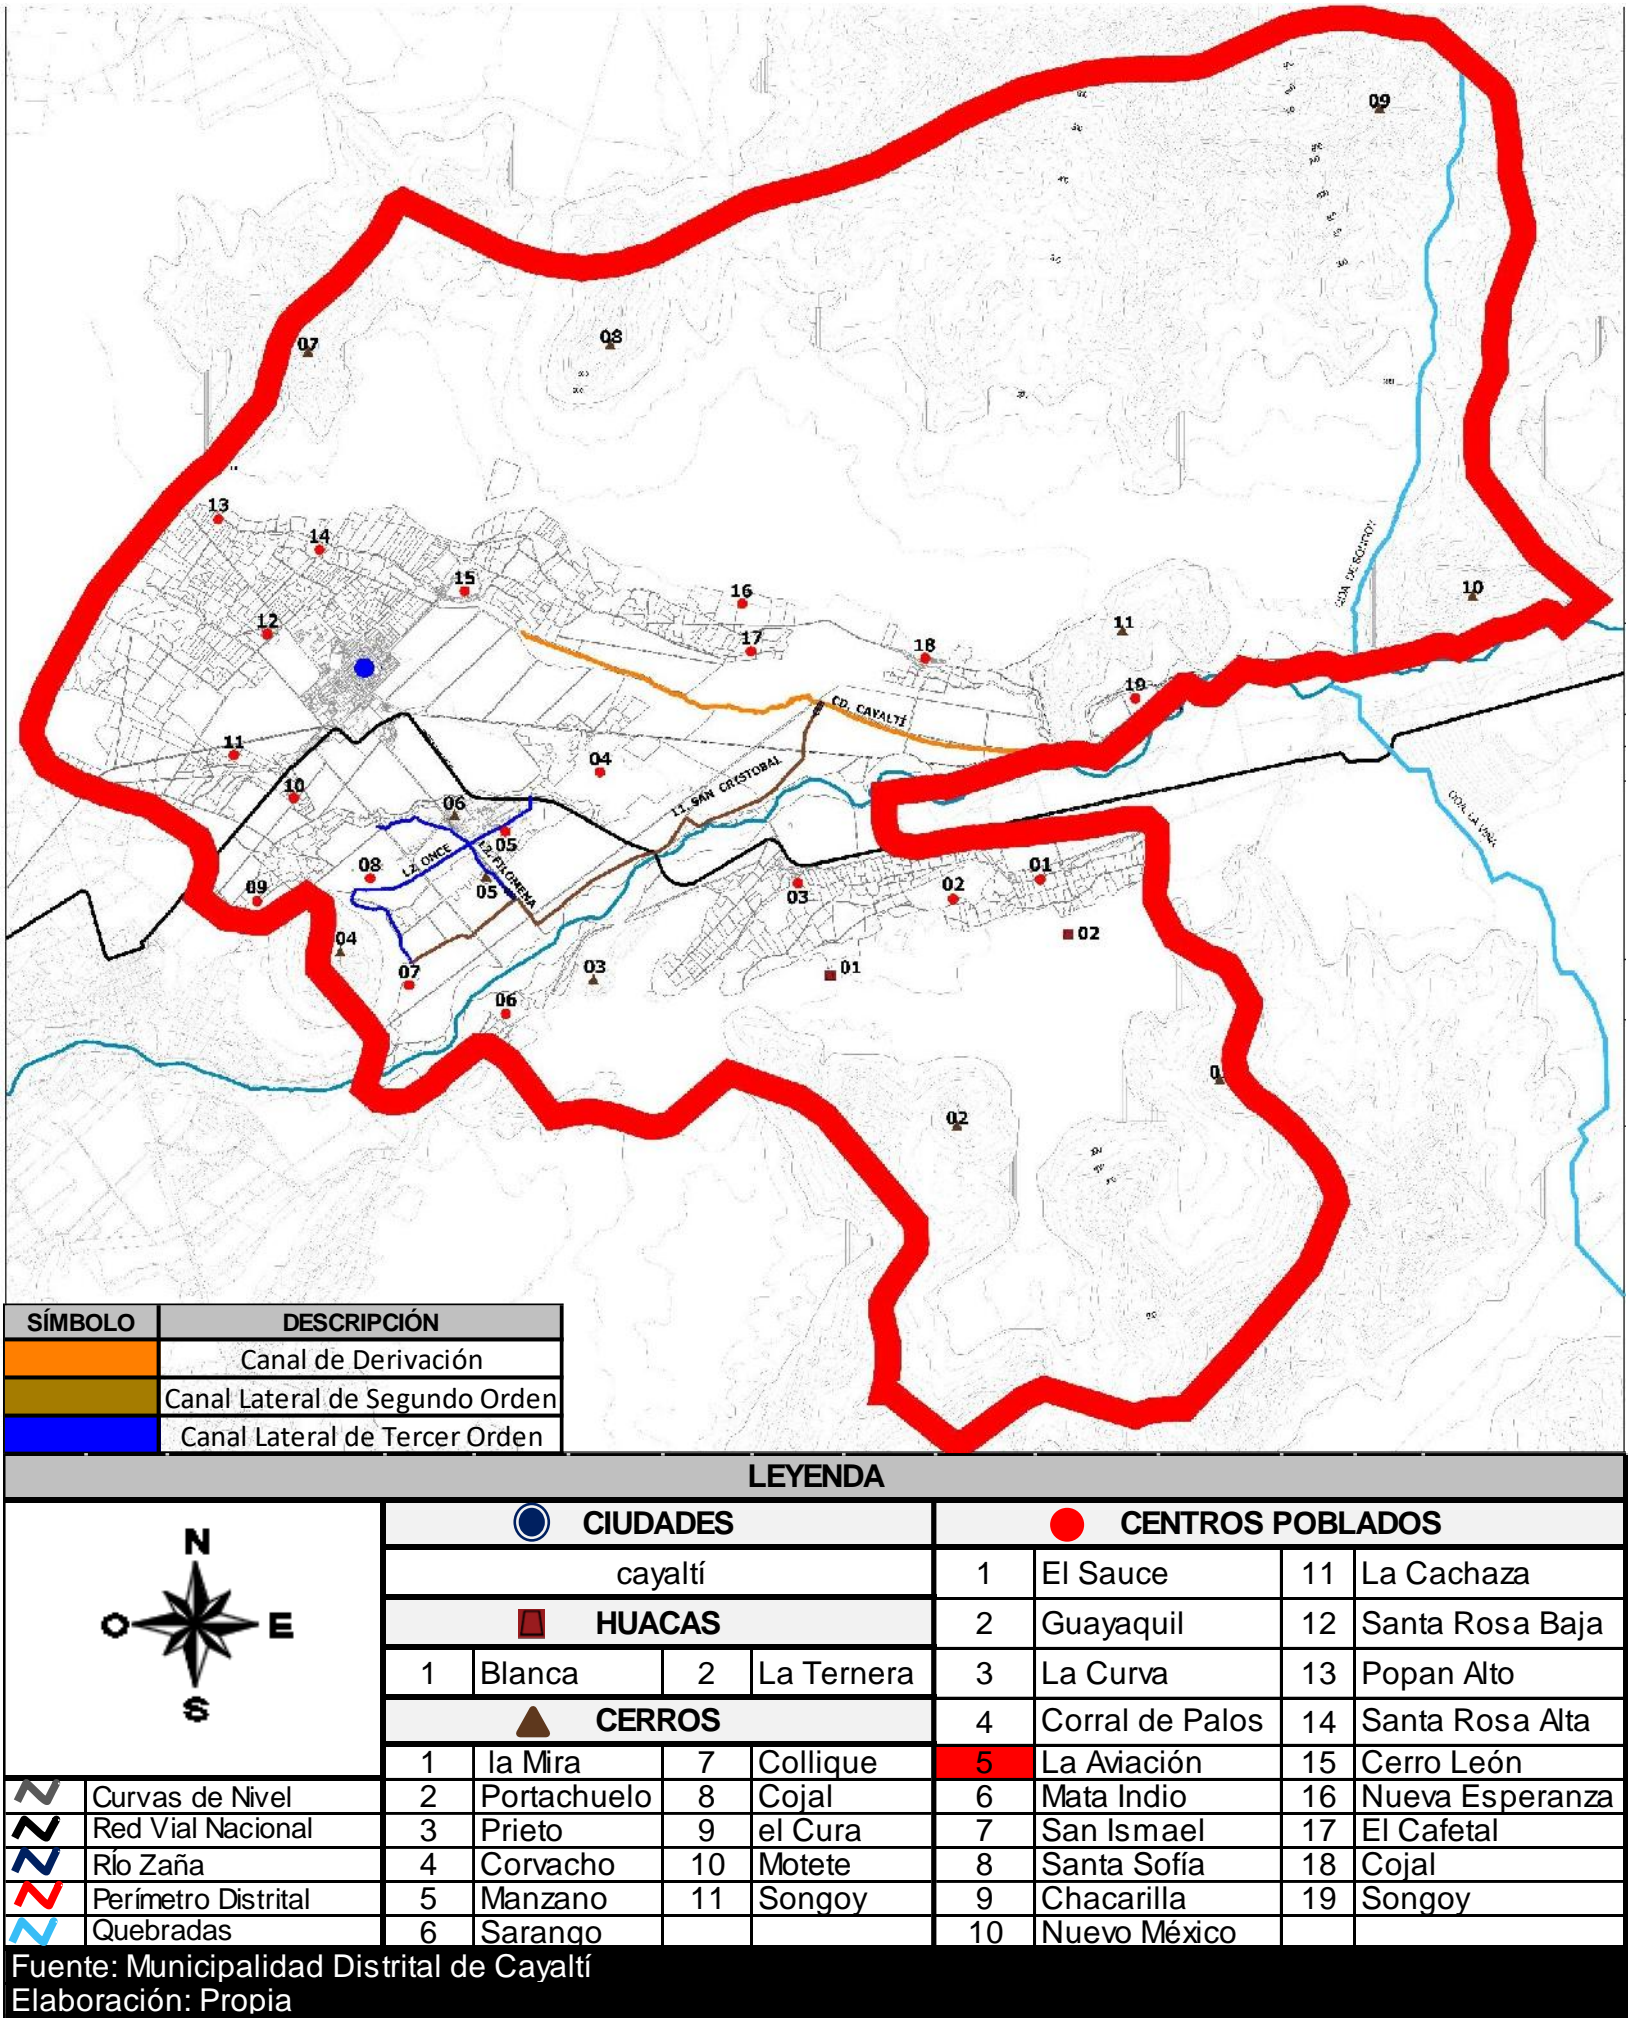 09
07
08
13
14
15
16
10
12
17
11
18
19
CD. CAYALTÍ
11
04
10
L1. SAN CRISTOBAL
06
05
L2. ONCE
L2. FILOMENA
08
05
09
03
02
01
04
02
07
03
01
06
02
SÍMBOLO DESCRIPCIÓN
Canal de Derivación
Canal Lateral de Segundo Orden
Canal Lateral de Tercer Orden
LEYENDA
N
O E
S
CIUDADES
cayaltí
HUACAS
1 Blanca 2 La Ternera
CERROS
1 la Mira 7 Collique
2 Portachuelo 8 Cojal
3 Prieto 9 el Cura
4 Corvacho 10 Motete
5 Manzano 11 Songoy
6 Sarango
CENTROS POBLADOS
1 El Sauce 11 La Cachaza
2 Guayaquil 12 Santa Rosa Baja
3 La Curva 13 Popan Alto
4 Corral de Palos 14 Santa Rosa Alta
5 La Aviación 15 Cerro León
6 Mata Indio 16 Nueva Esperanza
7 San Ismael 17 El Cafetal
8 Santa Sofía 18 Cojal
9 Chacarilla 19 Songoy
10 Nuevo México
Curvas de Nivel
Red Vial Nacional
Río Zaña
Perímetro Distrital
Quebradas
Fuente: Municipalidad Distrital de Cayaltí
Elaboración: Propia